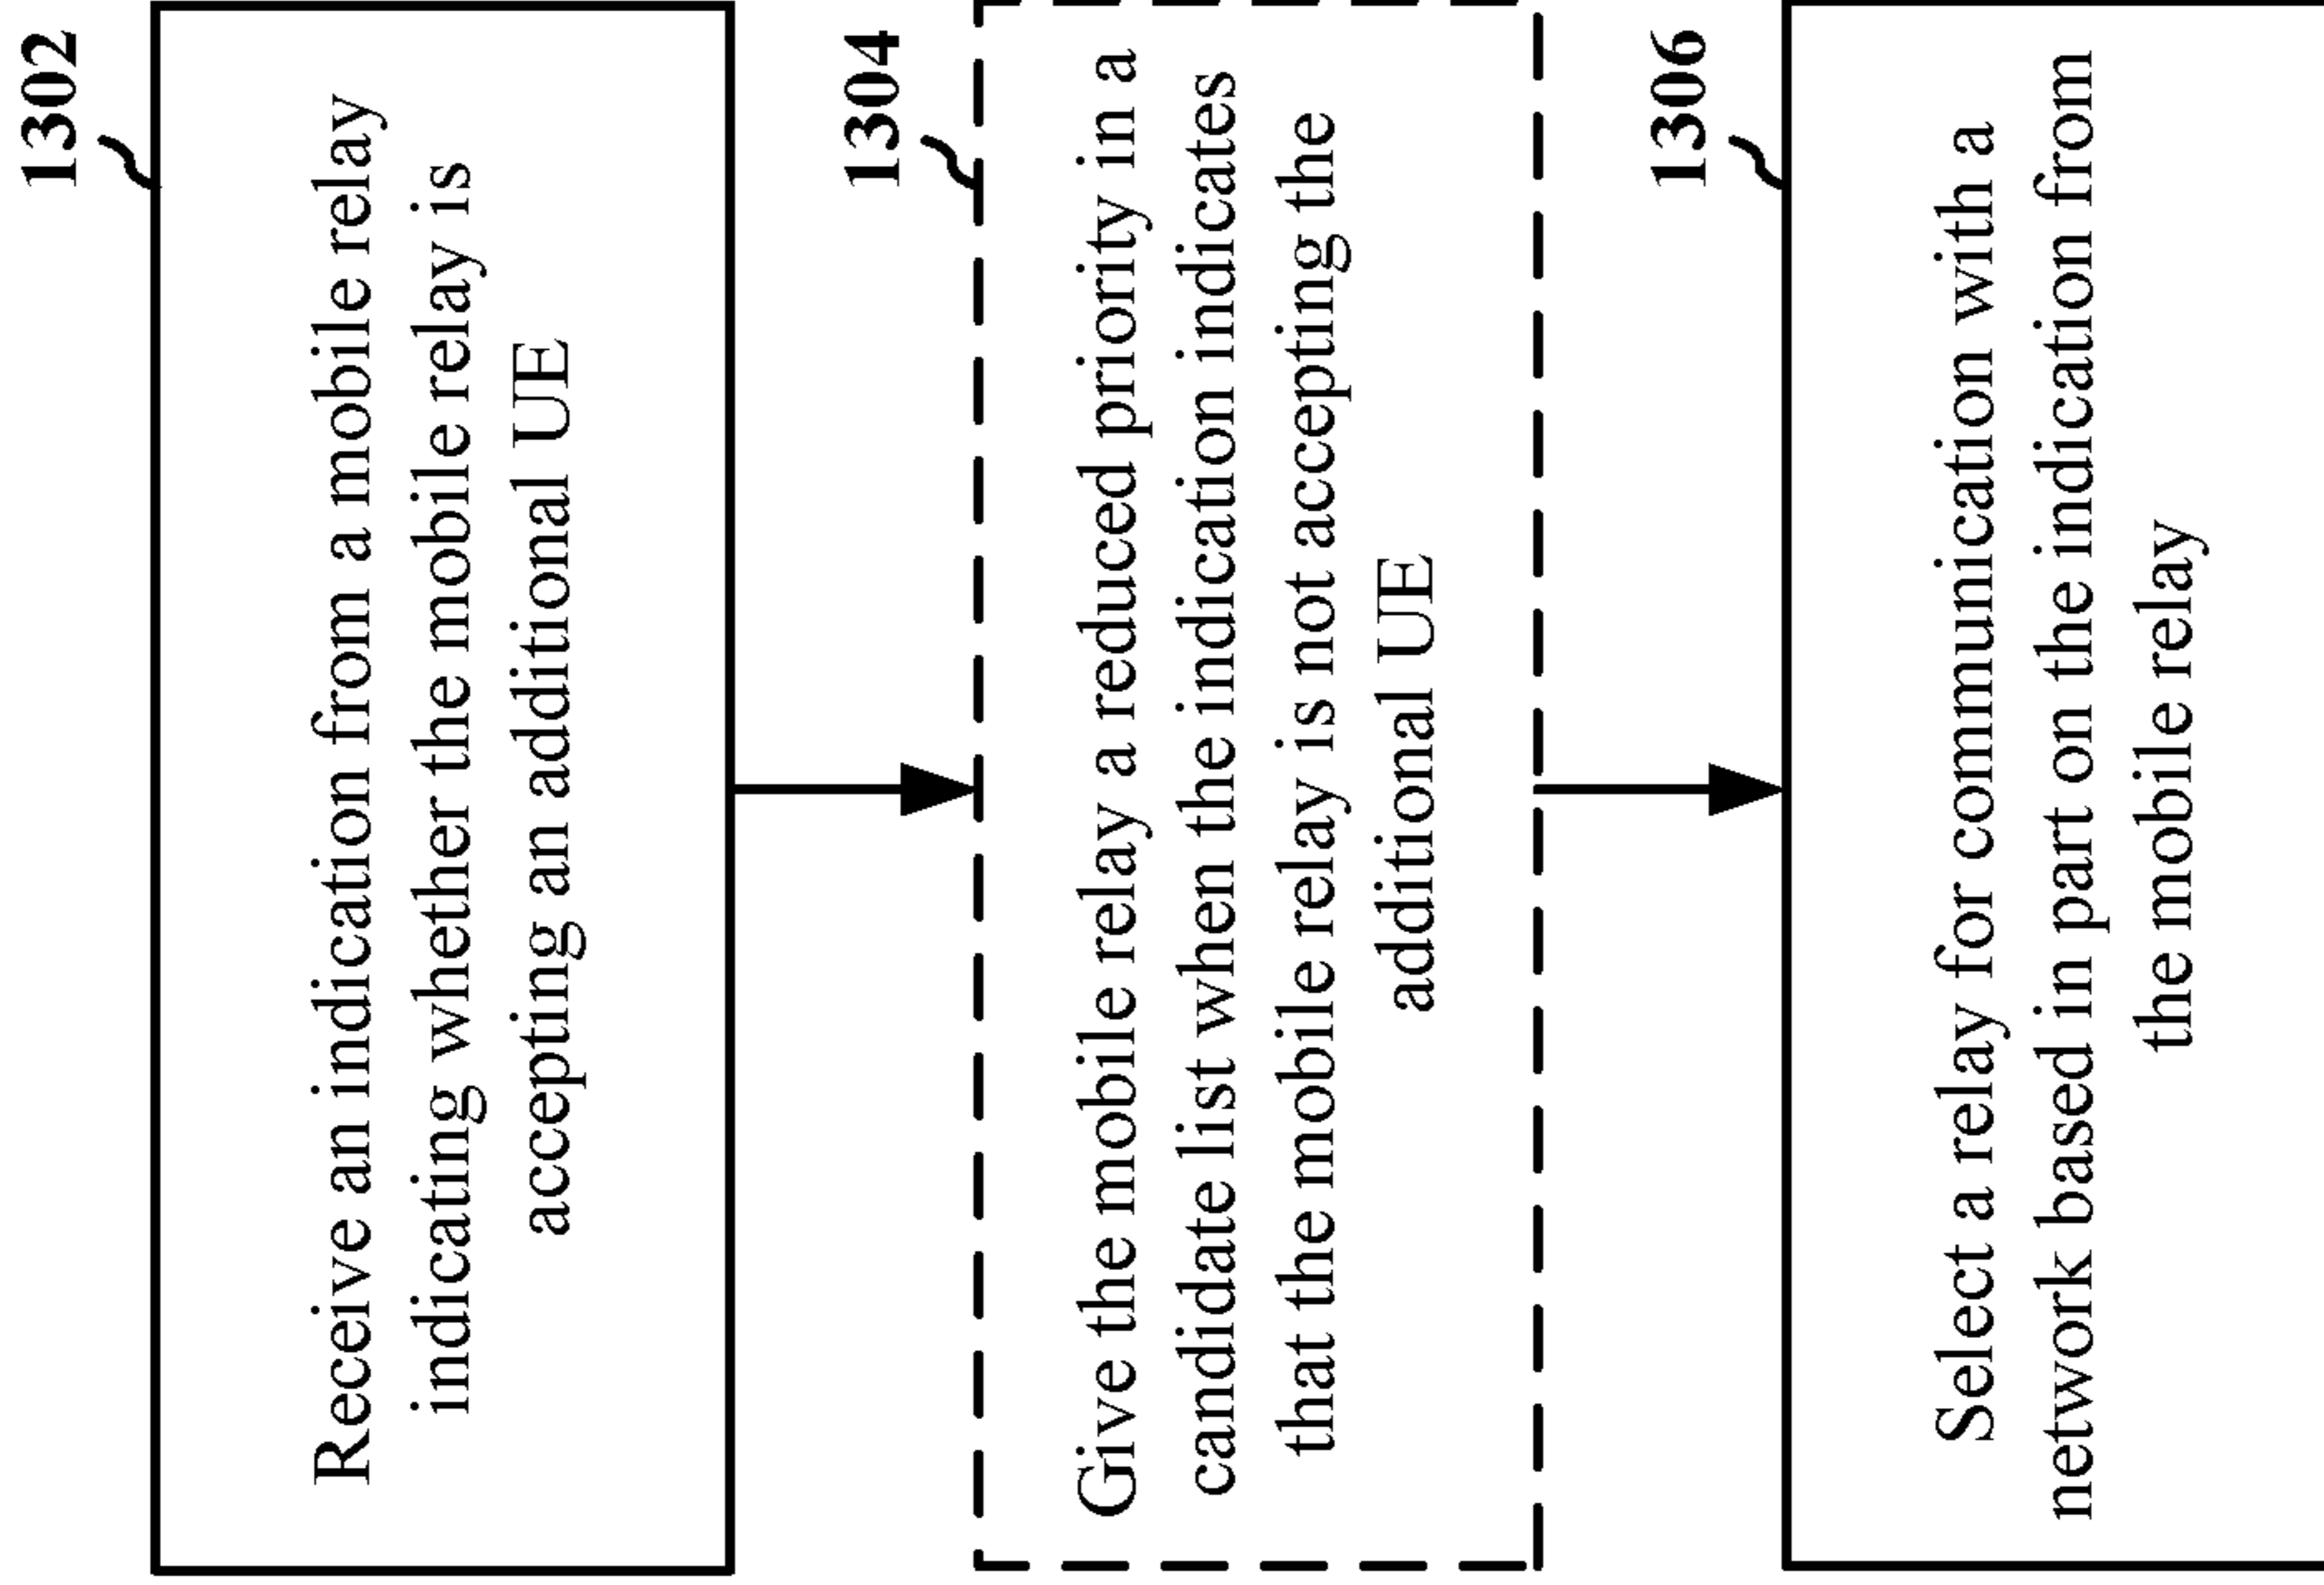 1302
Receive an indication from a mobile relay
indicating whether the mobile relay is
accepting an additional UE
1304
Give the mobile relay a reduced priority in a
candidate list when the indication indicates
that the mobile relay is not accepting the
additional UE
1306
Select a relay for communication with a
network based in part on the indication from
the mobile relay